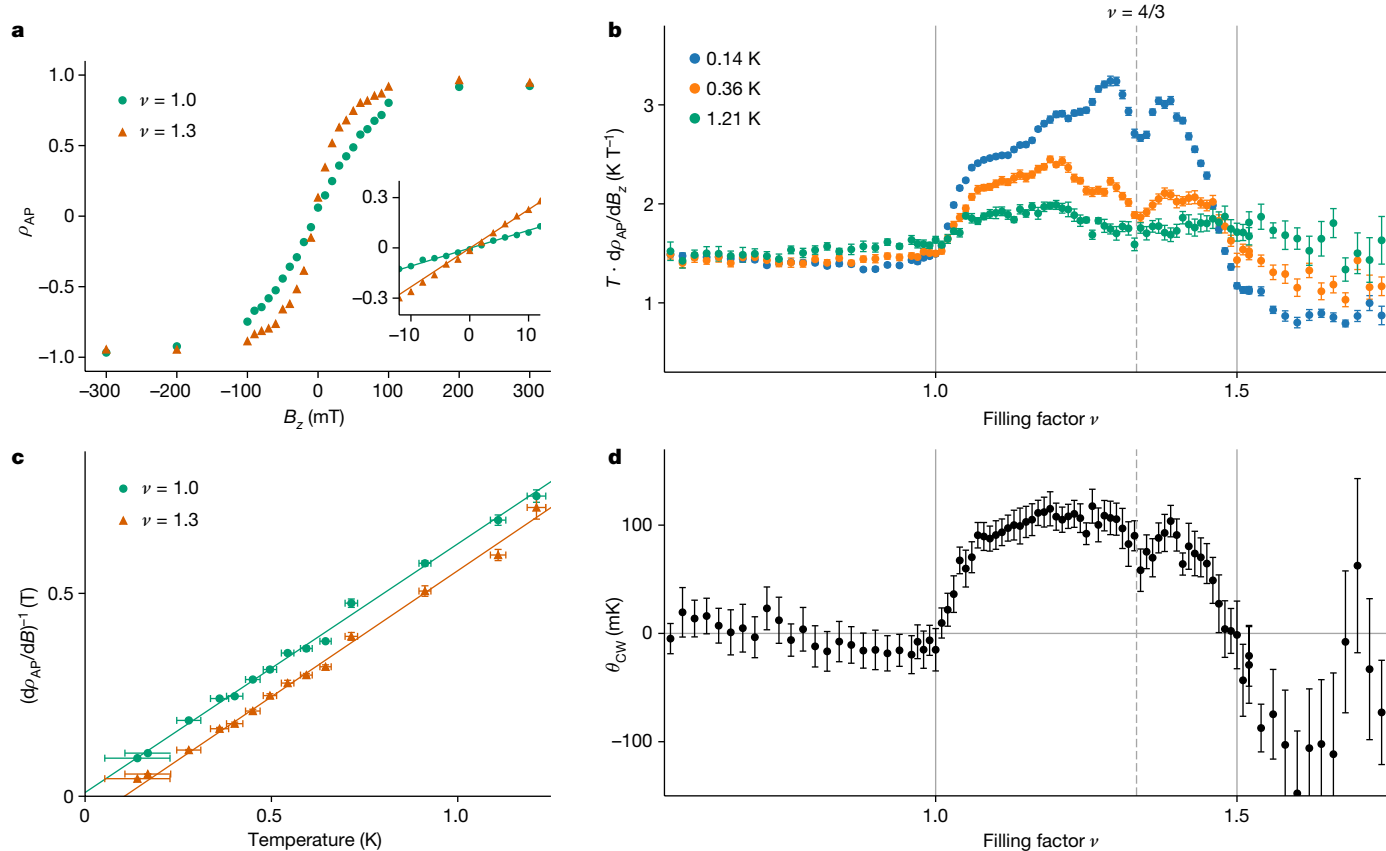 a
ρAP
1.0
0.5
0
−0.5
−1.0
ν = 1.0
ν = 1.3
0.3
0
−0.3
−10 0 10
−300 −200 −100 0 100 200 300
Bz (mT)
b
ν = 4/3
0.14 K
0.36 K
1.21 K
T · dρAP/dBz (K T−1)
3
2
1
1.0 1.5
Filling factor ν
c
ν = 1.0
ν = 1.3
(dρAP/dB)−1 (T)
0.5
0
0 0.5 1.0
Temperature (K)
d
θCW (mK)
100
0
−100
1.0 1.5
Filling factor ν